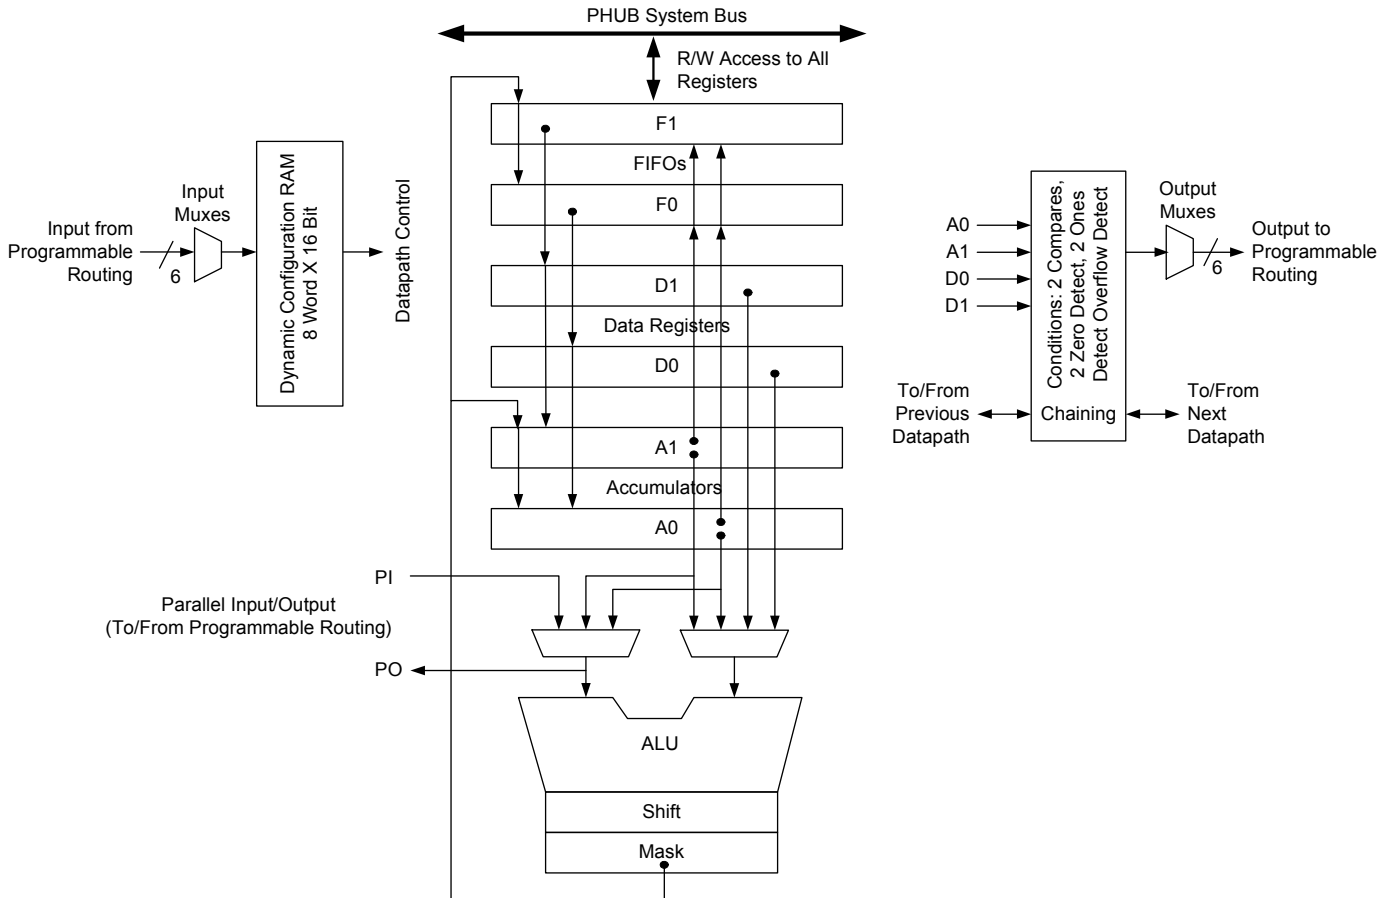 PHUB System Bus
R/W Access to All
Registers
F1
FIFOs
F0
D1
Data Registers
D0
A1
Accumulators
A0
Input from
Programmable
Routing
6
Input
Muxes
Dynamic Configuration RAM
8 Word X 16 Bit
Datapath Control
PI
Parallel Input/Output
(To/From Programmable Routing)
PO
ALU
Shift
Mask
A0
A1
D0
D1
Conditions: 2 Compares,
2 Zero Detect, 2 Ones
Detect Overflow Detect
Chaining
To/From
Previous
Datapath
To/From
Next
Datapath
Output
Muxes
6
Output to
Programmable
Routing